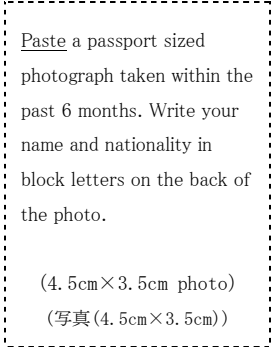 Paste a passport sized
photograph taken within the
past 6 months. Write your
name and nationality in
block letters on the back of
the photo.
(4.5cm×3.5cm photo)
(写真(4.5cm×3.5cm))